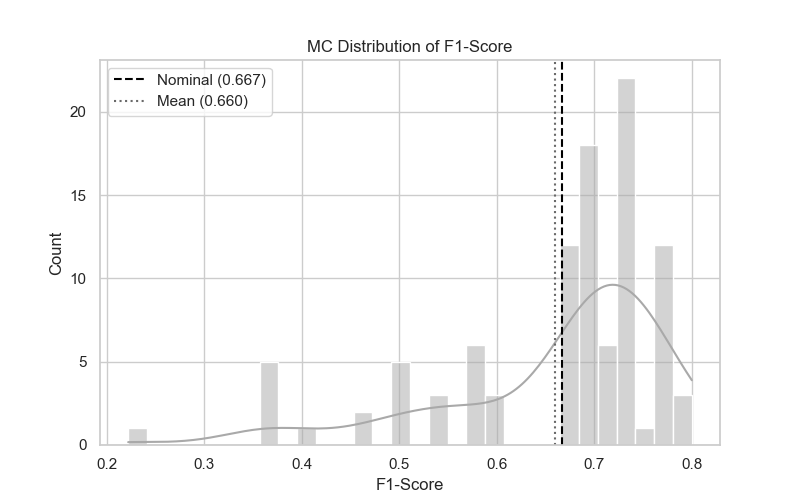 MC Distribution of F1-Score
Nominal (0.667)
Mean (0.660)
Count
20
15
10
5
0
0.2 0.3 0.4 0.5 0.6 0.7 0.8
F1-Score